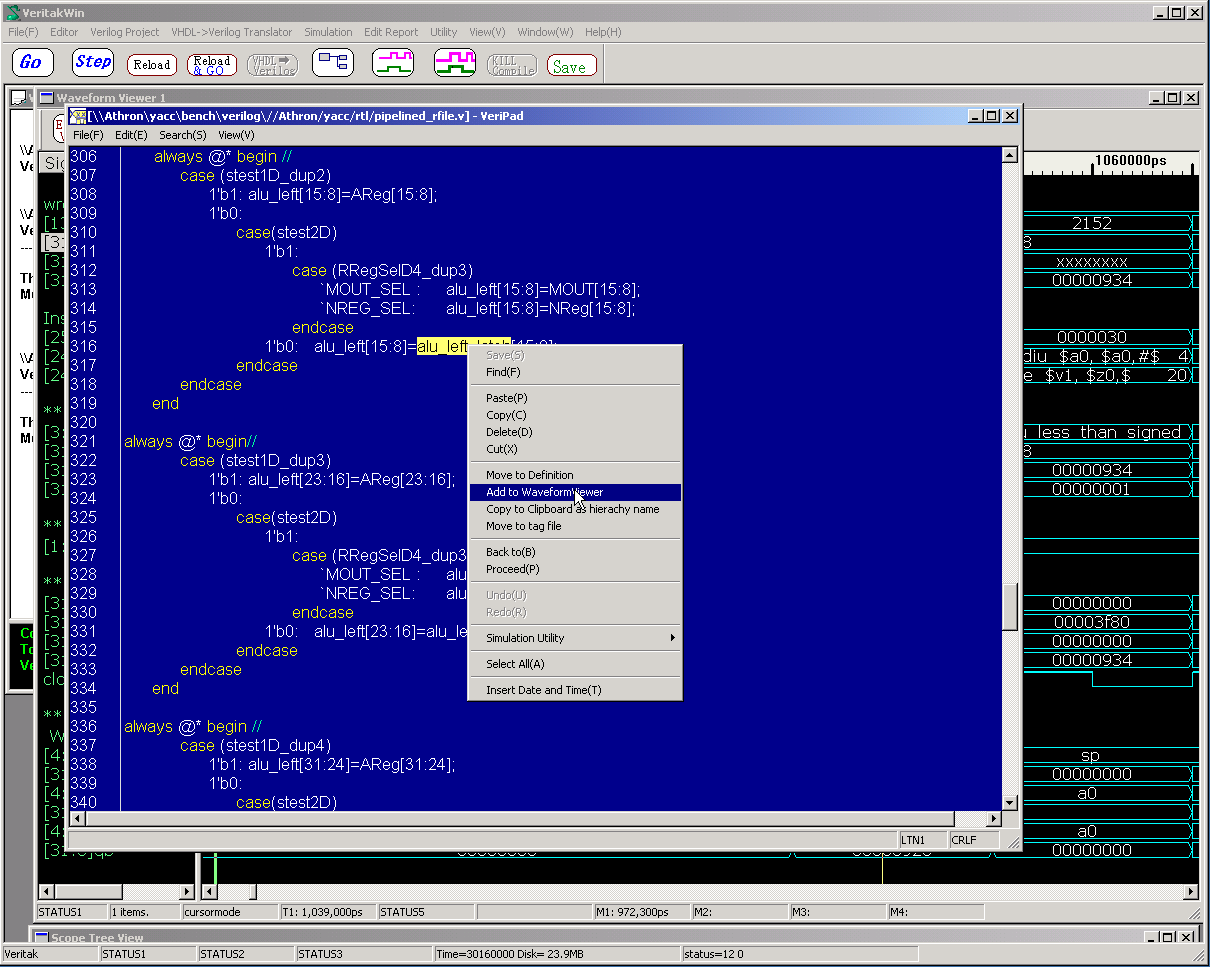 VeritakWin
File(F) Editor Verilog Project VHDL->Verilog Translator Simulation Edit Report Utility View(V) Window(W) Help(H)
Go Step Reload Reload & GO VHDL Verilog KILL Compile Save
Waveform Viewer 1
[\\Athron\yacc\bench\verilog\//Athron/yacc/rtl/pipelined_rfile.v] - VeriPad
File(F) Edit(E) Search(S) View(V)
306 always @* begin //
307 case (stest1D_dup2)
308 1'b1: alu_left[15:8]=AReg[15:8];
309 1'b0:
310 case(stest2D)
311 1'b1:
312 case (RRegSelD4_dup3)
313 `MOUT_SEL : alu_left[15:8]=MOUT[15:8];
314 `NREG_SEL: alu_left[15:8]=NReg[15:8];
315 endcase
316 1'b0: alu_left[15:8]=alu_left
317 endcase
318 endcase
319 end
320
321 always @* begin//
322 case (stest1D_dup3)
323 1'b1: alu_left[23:16]=AReg[23:16];
324 1'b0:
325 case(stest2D)
326 1'b1:
327 case (RRegSelD4_dup3
328 `MOUT_SEL : alu
329 `NREG_SEL: alu
330 endcase
331 1'b0: alu_left[23:16]=alu_le
332 endcase
333 endcase
334 end
335
336 always @* begin //
337 case (stest1D_dup4)
338 1'b1: alu_left[31:24]=AReg[31:24];
339 1'b0:
340 case(stest2D)
Save(S)
Find(F)
Paste(P)
Copy(C)
Delete(D)
Cut(X)
Move to Definition
Add to WaveformViewer
Copy to Clipboard as hierachy name
Move to tag file
Back to(B)
Proceed(P)
Undo(U)
Redo(R)
Simulation Utility
Select All(A)
Insert Date and Time(T)
LTN1 CRLF
1060000ps
2152
xxxxxxxx
00000934
0000030
diu $a0, $a0,#$ 4
e $v1, $z0,$ 20
less than signed
00000934
00000001
00000000
00003f80
00000000
00000934
sp
00000000
a0
a0
00000000
STATUS1 1 items. cursormode T1: 1,039,000ps STATUS5 M1: 972,300ps M2: M3: M4:
Scope Tree View
Veritak STATUS1 STATUS2 STATUS3 Time=30160000 Disk= 23.9MB status=12 0